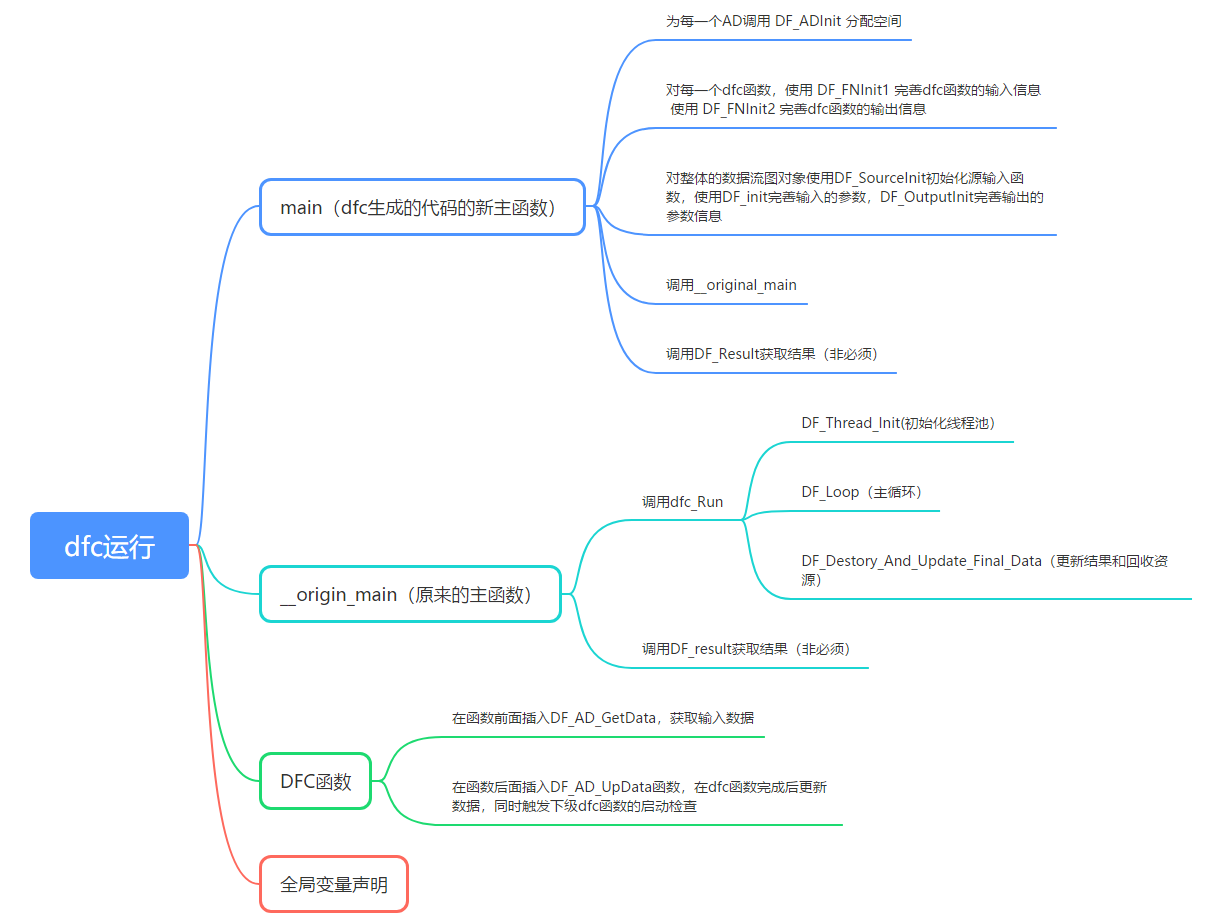 为每一个AD调用 DF_ADInit 分配空间
对每一个dfc函数，使用 DF_FNInit1 完善dfc函数的输入信息
使用 DF_FNInit2 完善dfc函数的输出信息
对整体的数据流图对象使用DF_SourceInit初始化源输入函
数，使用DF_init完善输入的参数，DF_OutputInit完善输出的
参数信息
main（dfc生成的代码的新主函数）
调用__original_main
调用DF_Result获取结果（非必须）
DF_Thread_Init(初始化线程池）
调用dfc_Run
DF_Loop（主循环）
DF_Destory_And_Update_Final_Data（更新结果和回收资
源）
dfc运行
__origin_main（原来的主函数）
调用DF_result获取结果（非必须）
在函数前面插入DF_AD_GetData，获取输入数据
DFC函数
在函数后面插入DF_AD_UpData函数，在dfc函数完成后更新
数据，同时触发下级dfc函数的启动检查
全局变量声明